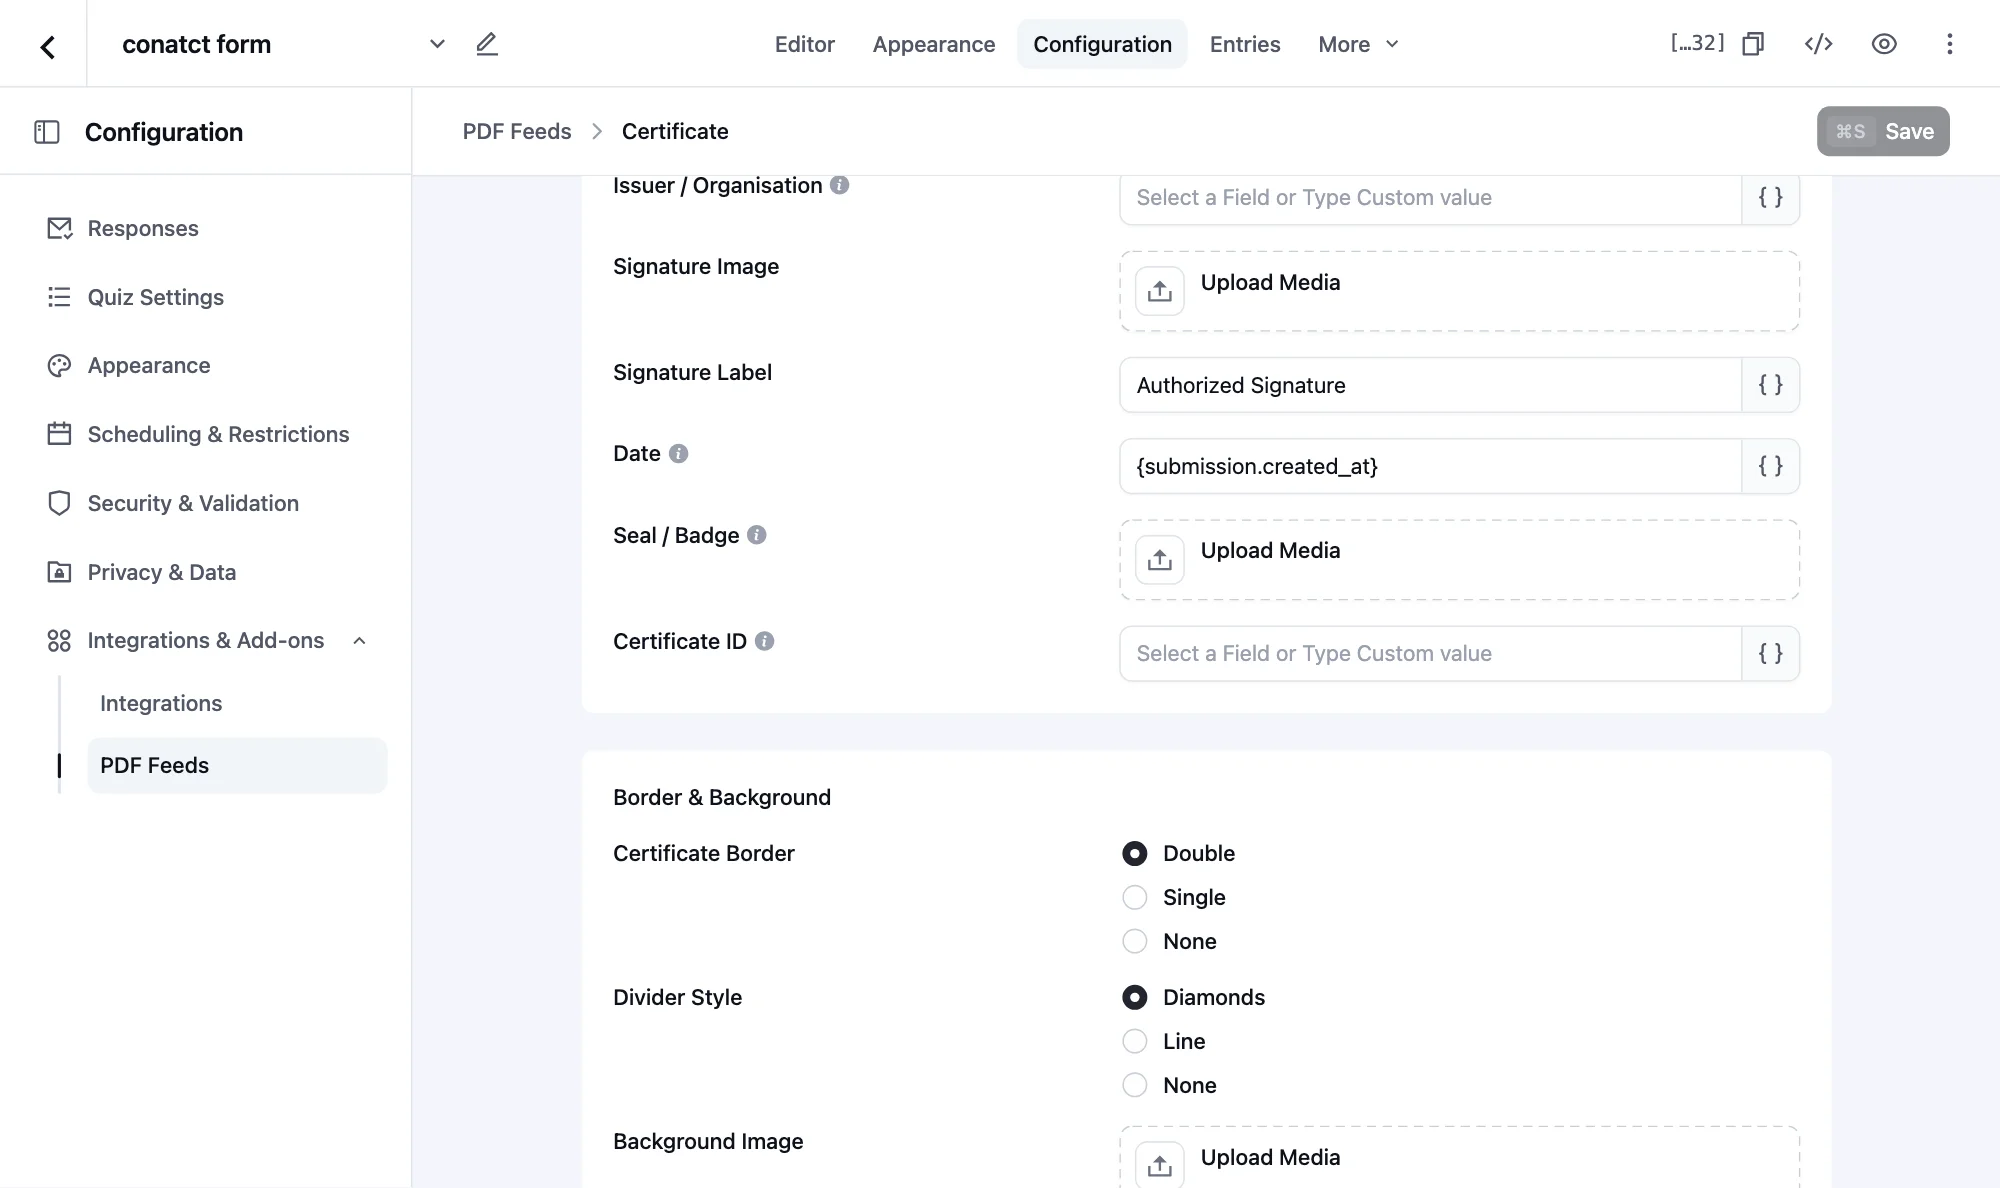 conatct form
Editor
Appearance
Configuration
Entries
More
[...32]
</>
Configuration
PDF Feeds > Certificate
⌘S Save
Responses
Quiz Settings
Appearance
Scheduling & Restrictions
Security & Validation
Privacy & Data
Integrations & Add-ons
Integrations
PDF Feeds
Issuer / Organisation
Select a Field or Type Custom value
{ }
Signature Image
Upload Media
Signature Label
Authorized Signature
{ }
Date
{submission.created_at}
{ }
Seal / Badge
Upload Media
Certificate ID
Select a Field or Type Custom value
{ }
Border & Background
Certificate Border
Double
Single
None
Divider Style
Diamonds
Line
None
Background Image
Upload Media